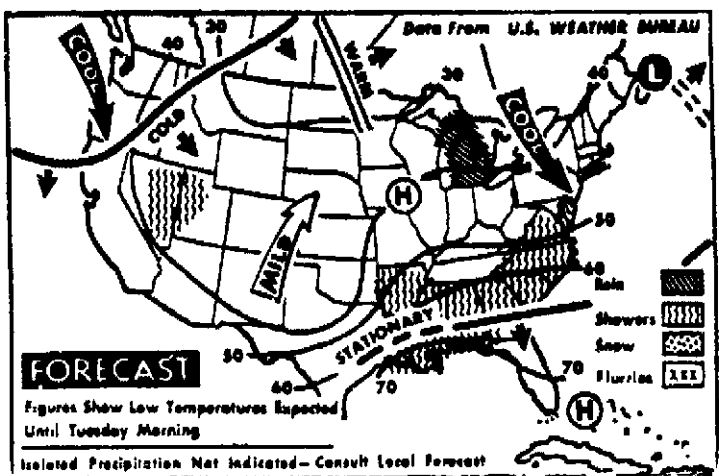 Data From U.S. WEATHER BUREAU
COOL
40
30
WARM
30
COOL
40
L
COLD
H
MILD
50
60
STATIONARY
50
60
70
70
H
Rain
Showers
Snow
Flurries
FORECAST
Figures Show Low Temperatures Expected
Until Tuesday Morning
Isolated Precipitation Not Indicated – Consult Local Forecast